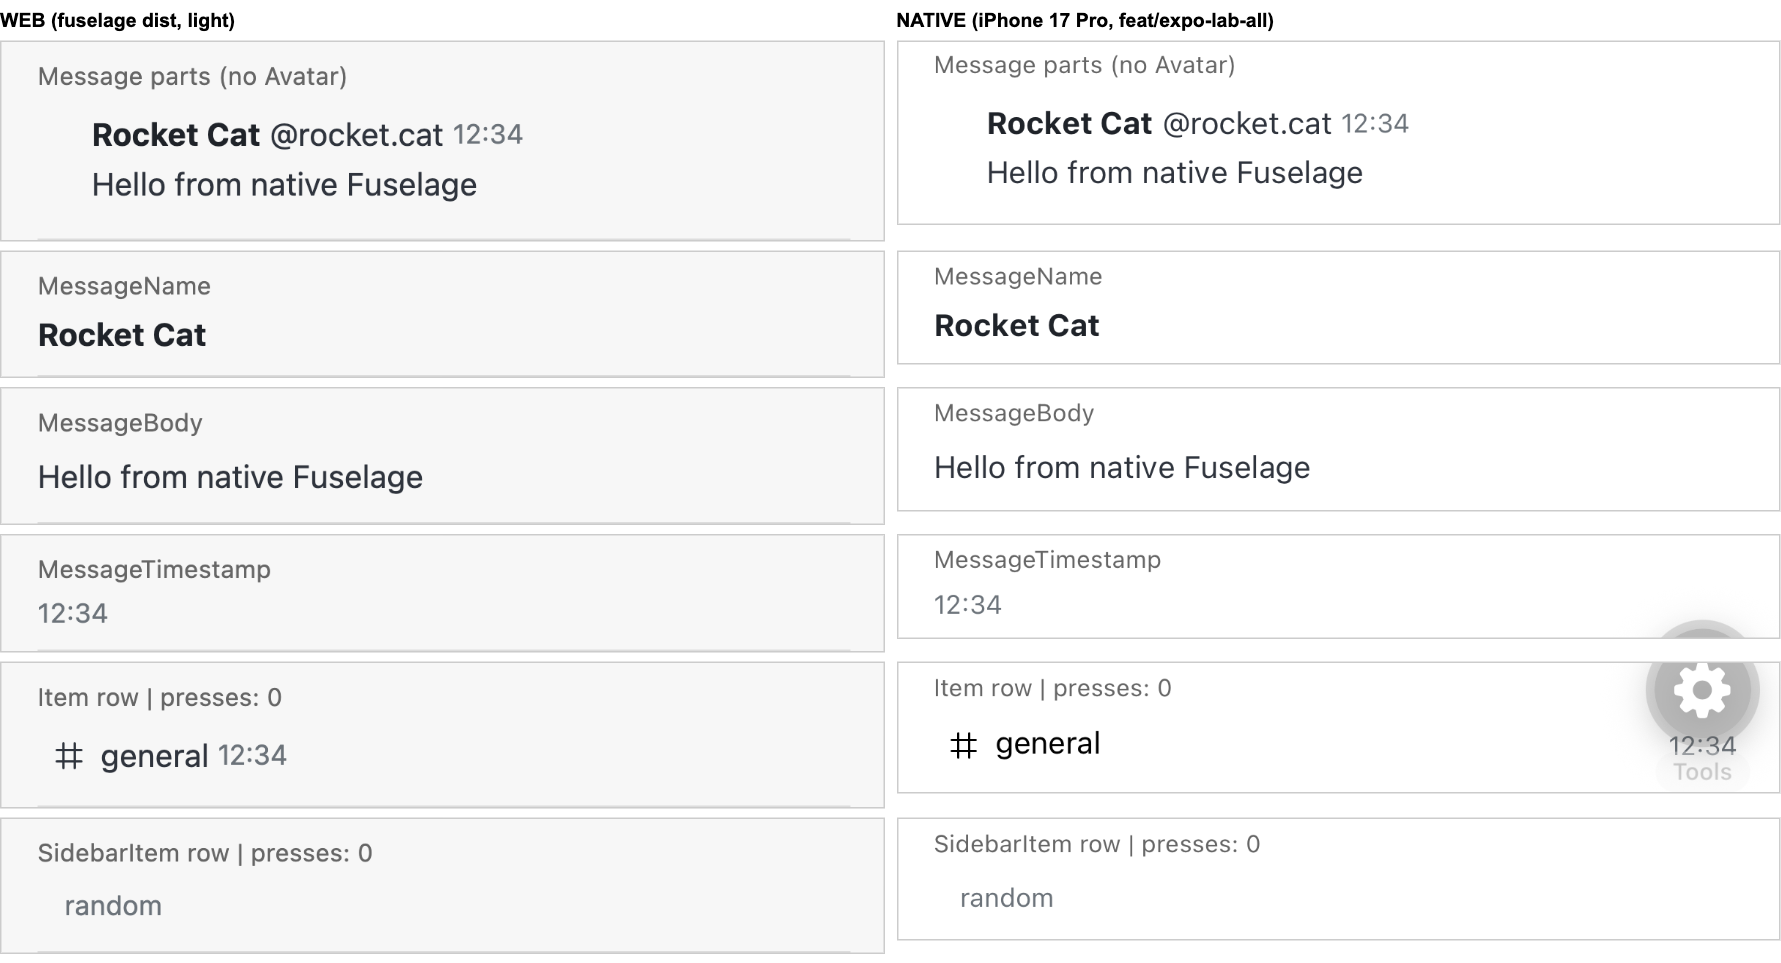 WEB (fuselage dist, light)
Message parts (no Avatar)
Rocket Cat @rocket.cat 12:34
Hello from native Fuselage
MessageName
Rocket Cat
MessageBody
Hello from native Fuselage
MessageTimestamp
12:34
Item row | presses: 0
# general 12:34
SidebarItem row | presses: 0
random
NATIVE (iPhone 17 Pro, feat/expo-lab-all)
Message parts (no Avatar)
Rocket Cat @rocket.cat 12:34
Hello from native Fuselage
MessageName
Rocket Cat
MessageBody
Hello from native Fuselage
MessageTimestamp
12:34
Item row | presses: 0
# general 12:34
Tools
SidebarItem row | presses: 0
random